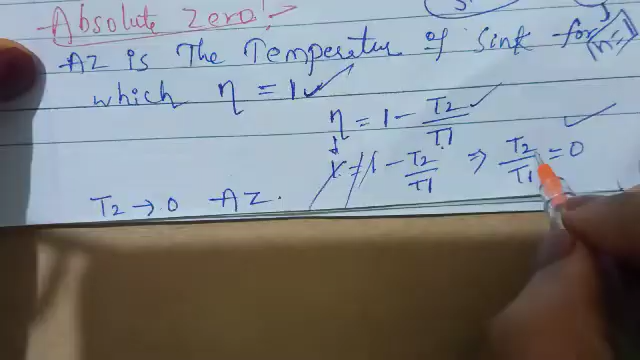 Absolute Zero! →
AZ is The Temperatur of Sink for
which η = 1 ✓
η = 1 - T2/T1 ✓
1 = 1 - T2/T1 ⇒ T2/T1 = 0
T2 → 0 AZ.